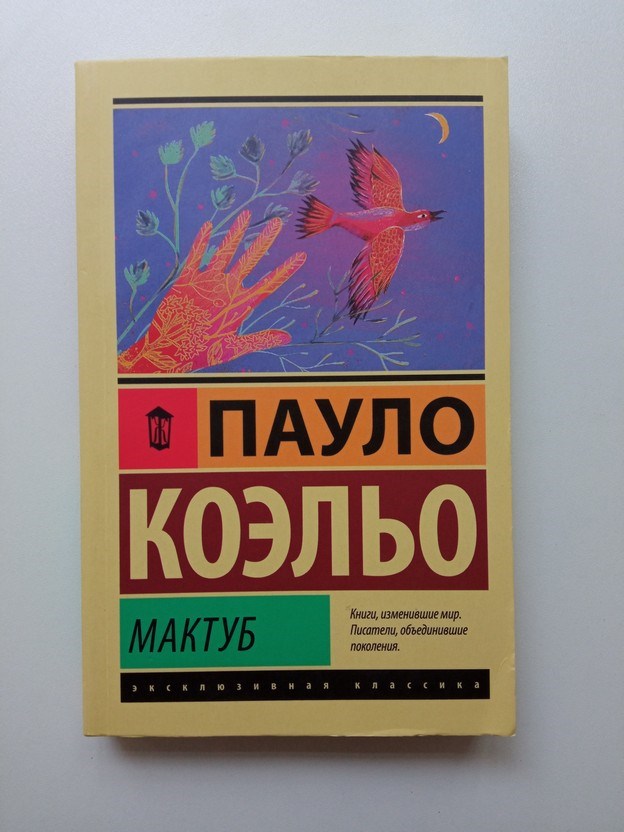 ПАУЛО
КОЭЛЬО
МАКТУБ
Книги, изменившие мир.
Писатели, объединившие
поколения.
эксклюзивная классика